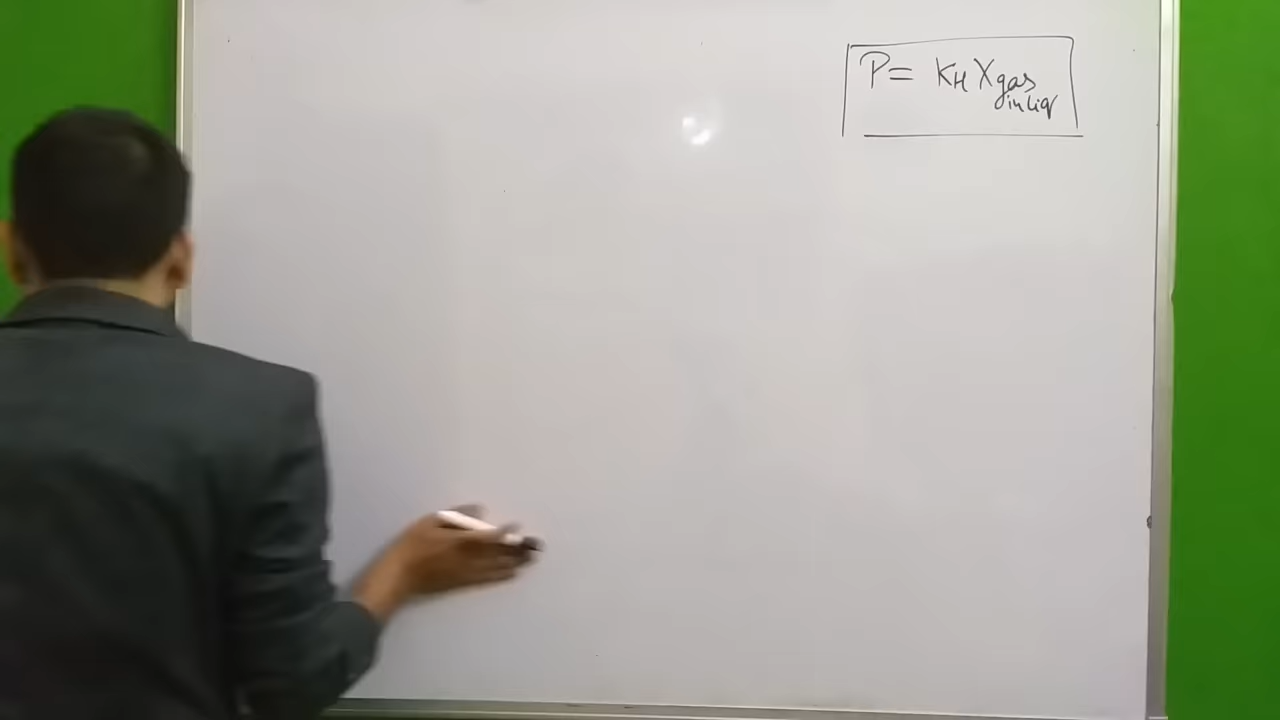 P = KH Xgas
in liq